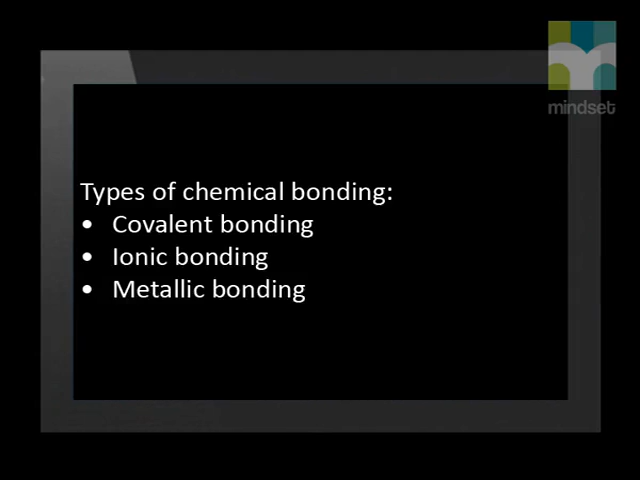 mindset
Types of chemical bonding:
• Covalent bonding
• Ionic bonding
• Metallic bonding